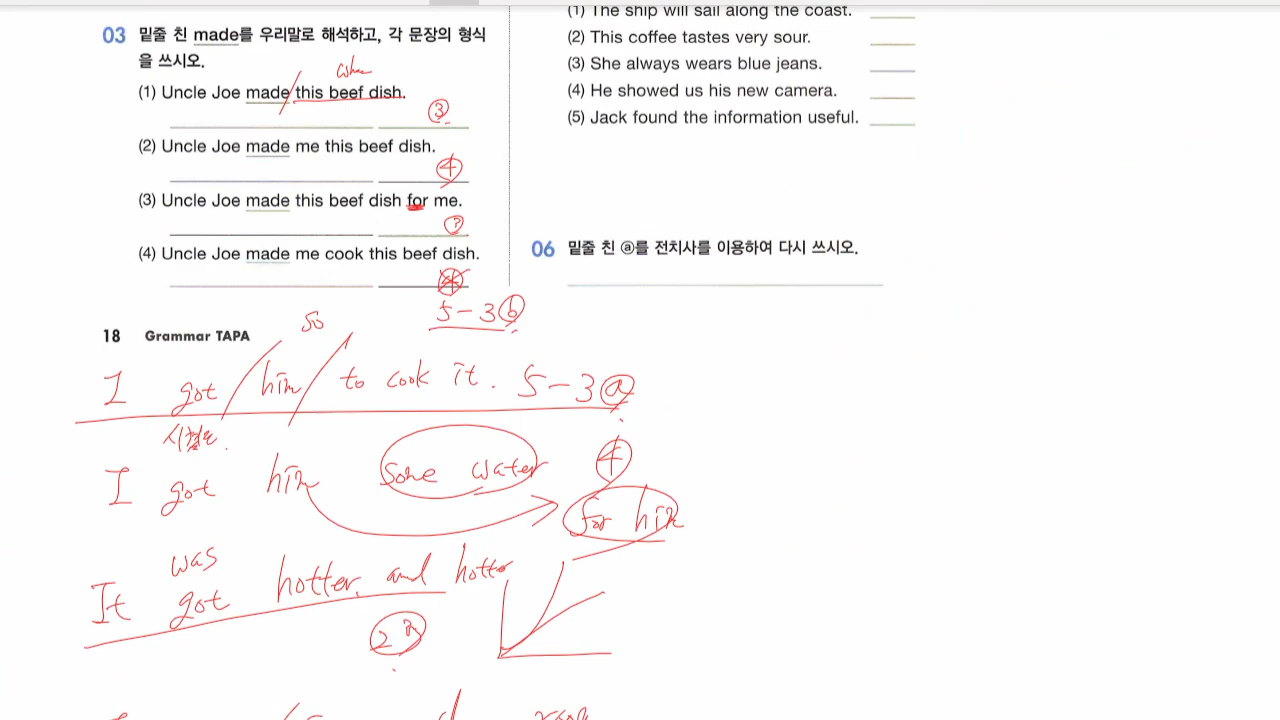 03 밑줄 친 made를 우리말로 해석하고, 각 문장의 형식
을 쓰시오.
(1) Uncle Joe made this beef dish.
③
(2) Uncle Joe made me this beef dish.
④
(3) Uncle Joe made this beef dish for me.
(4) Uncle Joe made me cook this beef dish.
5-3ⓑ
18 Grammar TAPA
(1) The ship will sail along the coast.
(2) This coffee tastes very sour.
(3) She always wears blue jeans.
(4) He showed us his new camera.
(5) Jack found the information useful.
06 밑줄 친 ⓐ를 전치사를 이용하여 다시 쓰시오.
I got him to cook it. 5-3ⓐ
I got him some water ④
for him
was
It got hotter and hotter